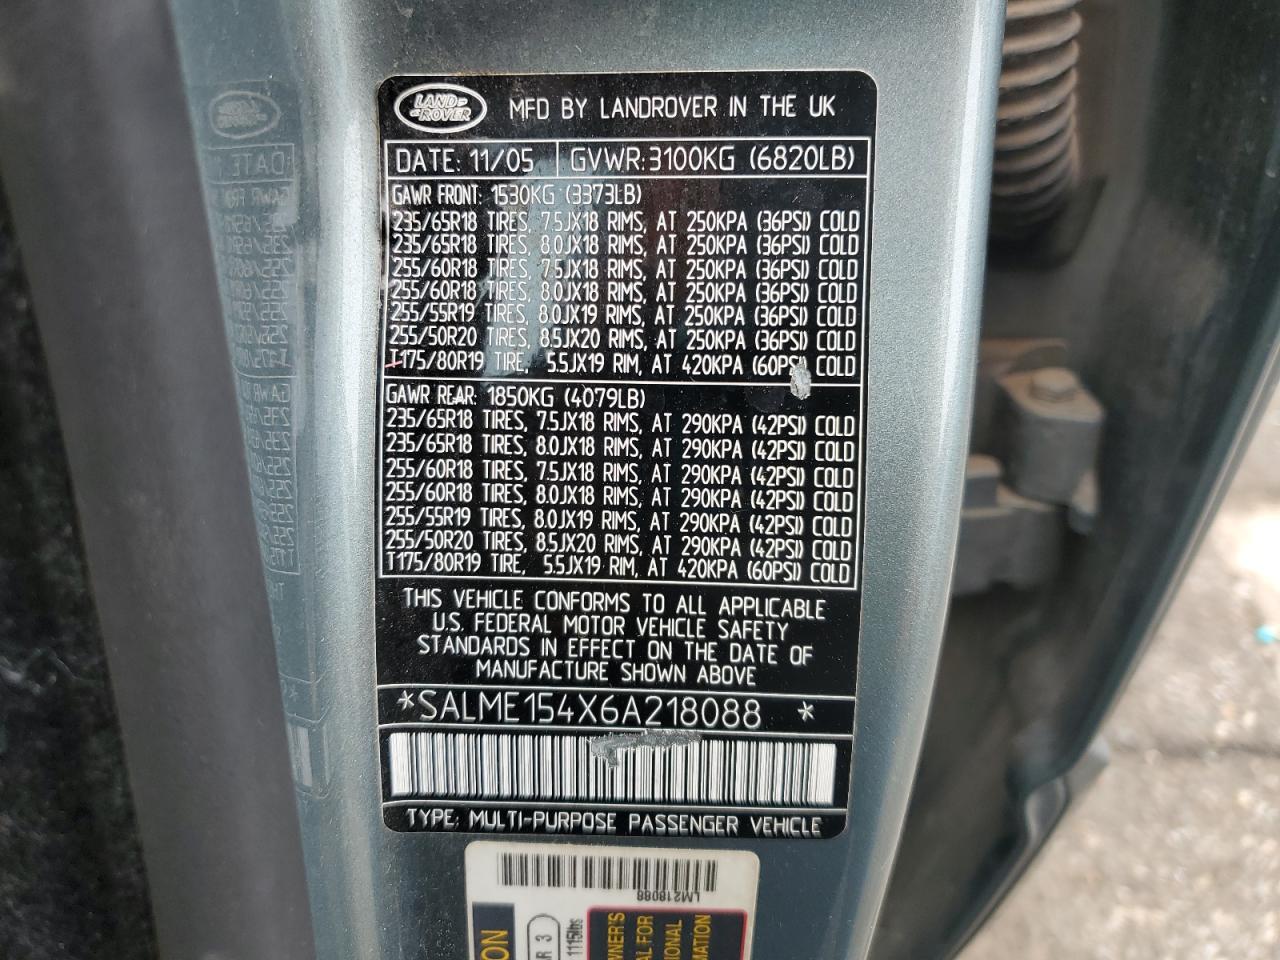 LAND ROVER
MFD BY LANDROVER IN THE UK
DATE: 11/05 GVWR:3100KG (6820LB)
GAWR FRONT: 1530KG (3373LB)
235/65R18 TIRES, 7.5JX18 RIMS, AT 250KPA (36PSI) COLD
235/65R18 TIRES, 8.0JX18 RIMS, AT 250KPA (36PSI) COLD
255/60R18 TIRES, 7.5JX18 RIMS, AT 250KPA (36PSI) COLD
255/60R18 TIRES, 8.0JX18 RIMS, AT 250KPA (36PSI) COLD
255/55R19 TIRES, 8.0JX19 RIMS, AT 250KPA (36PSI) COLD
255/50R20 TIRES, 8.5JX20 RIMS, AT 250KPA (36PSI) COLD
T175/80R19 TIRE, 5.5JX19 RIM, AT 420KPA (60PSI) COLD
GAWR REAR: 1850KG (4079LB)
235/65R18 TIRES, 7.5JX18 RIMS, AT 290KPA (42PSI) COLD
235/65R18 TIRES, 8.0JX18 RIMS, AT 290KPA (42PSI) COLD
255/60R18 TIRES, 7.5JX18 RIMS, AT 290KPA (42PSI) COLD
255/60R18 TIRES, 8.0JX18 RIMS, AT 290KPA (42PSI) COLD
255/55R19 TIRES, 8.0JX19 RIMS, AT 290KPA (42PSI) COLD
255/50R20 TIRES, 8.5JX20 RIMS, AT 290KPA (42PSI) COLD
T175/80R19 TIRE, 5.5JX19 RIM, AT 420KPA (60PSI) COLD
THIS VEHICLE CONFORMS TO ALL APPLICABLE
U.S. FEDERAL MOTOR VEHICLE SAFETY
STANDARDS IN EFFECT ON THE DATE OF
MANUFACTURE SHOWN ABOVE
*SALME154X6A218088 *
TYPE: MULTI-PURPOSE PASSENGER VEHICLE
LM218088
ON
R 3
1115lbs
NER'S
AL FOR
IONAL
MATION